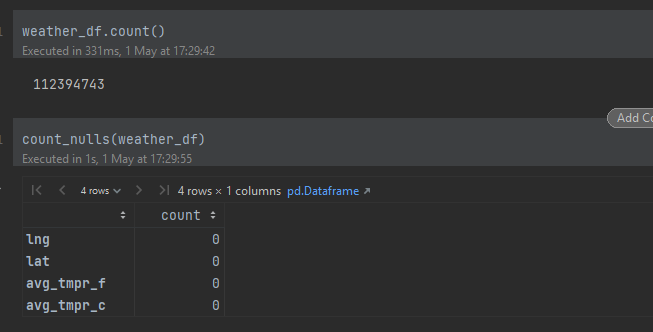 weather_df.count()
Executed in 331ms, 1 May at 17:29:42
112394743
Add Co
count_nulls(weather_df)
Executed in 1s, 1 May at 17:29:55
4 rows 4 rows × 1 columns pd.Dataframe
count
lng 0
lat 0
avg_tmpr_f 0
avg_tmpr_c 0